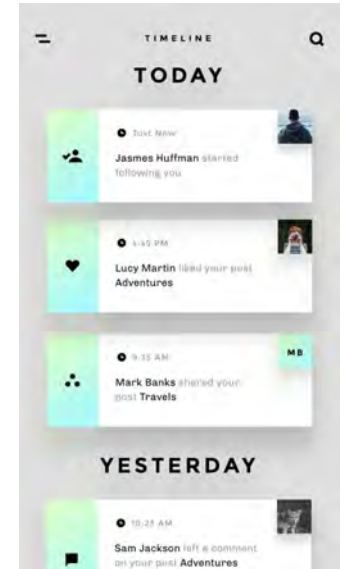 TIMELINE
TODAY
Just Now
Jasmes Huffman started
following you
4:45 PM
Lucy Martin liked your post
Adventures
9:15 AM
MB
Mark Banks shared your
post Travels
YESTERDAY
10:25 AM
Sam Jackson left a comment
on your post Adventures